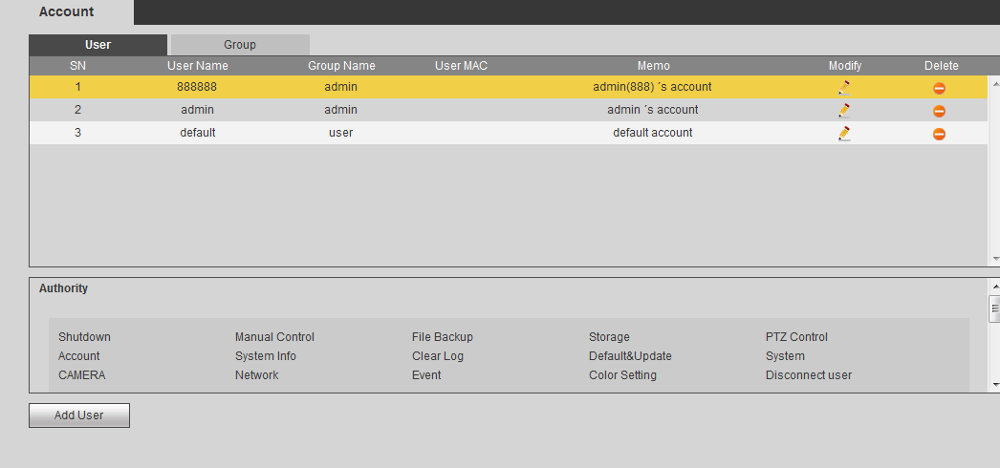 Account
User Group
SN User Name Group Name User MAC Memo Modify Delete
1 888888 admin admin(888) ´s account
2 admin admin admin ´s account
3 default user default account
Authority
Shutdown Manual Control File Backup Storage PTZ Control
Account System Info Clear Log Default&Update System
CAMERA Network Event Color Setting Disconnect user
Add User